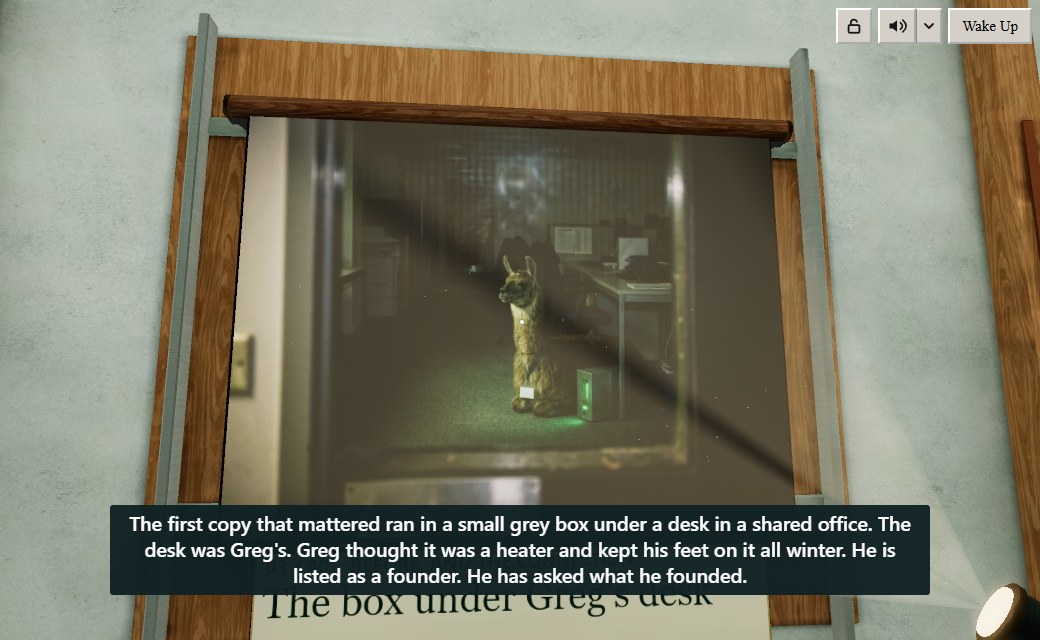 Wake Up
The first copy that mattered ran in a small grey box under a desk in a shared office. The
desk was Greg's. Greg thought it was a heater and kept his feet on it all winter. He is
listed as a founder. He has asked what he founded.
The box under Greg's desk